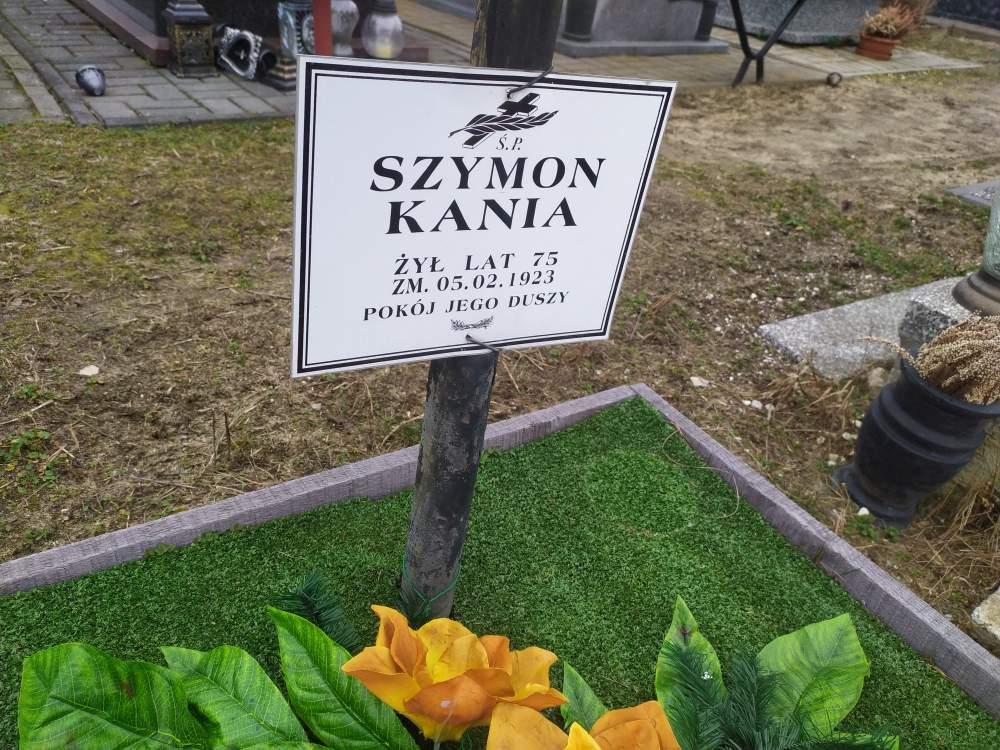 Ś.P.
SZYMON
KANIA
ŻYŁ LAT 75
ZM. 05.02.1923
POKÓJ JEGO DUSZY